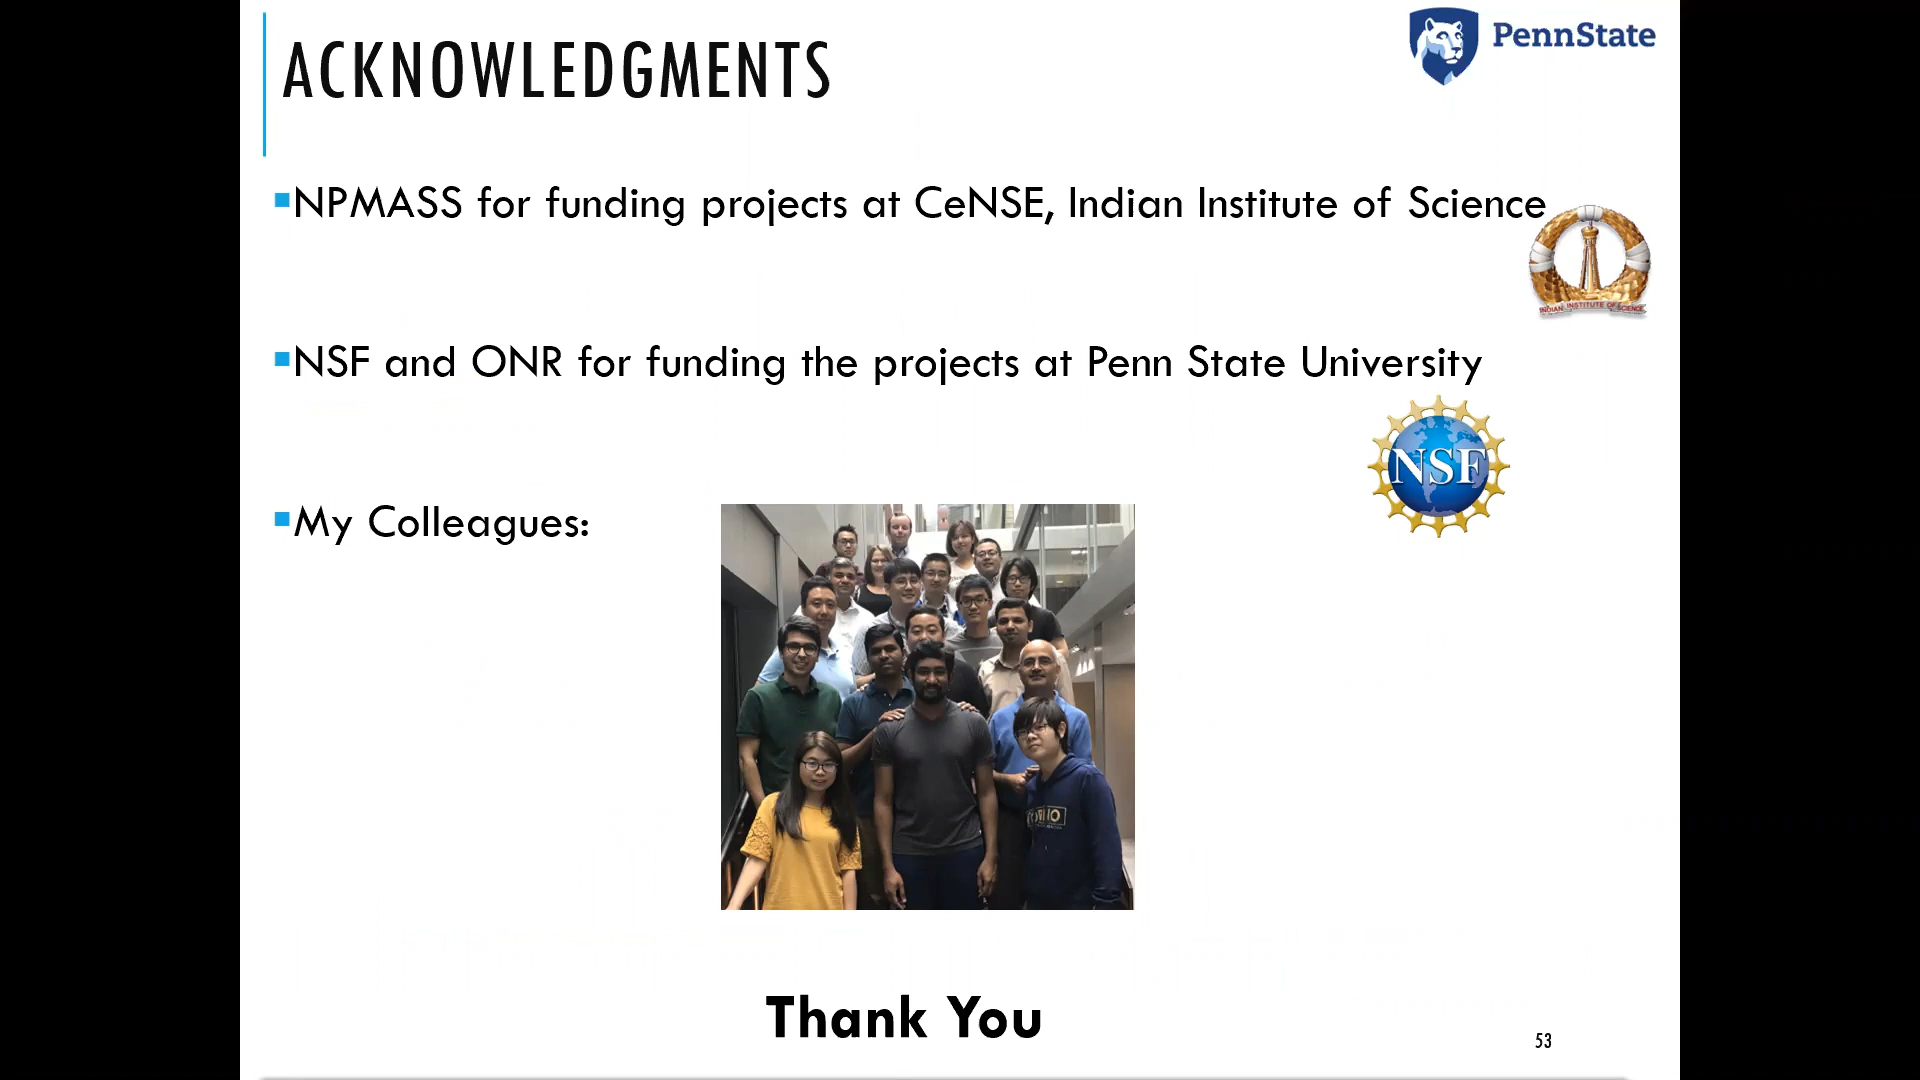 ACKNOWLEDGMENTS
PennState
▪NPMASS for funding projects at CeNSE, Indian Institute of Science
INDIAN INSTITUTE OF SCIENCE
▪NSF and ONR for funding the projects at Penn State University
NSF
▪My Colleagues:
Thank You
53